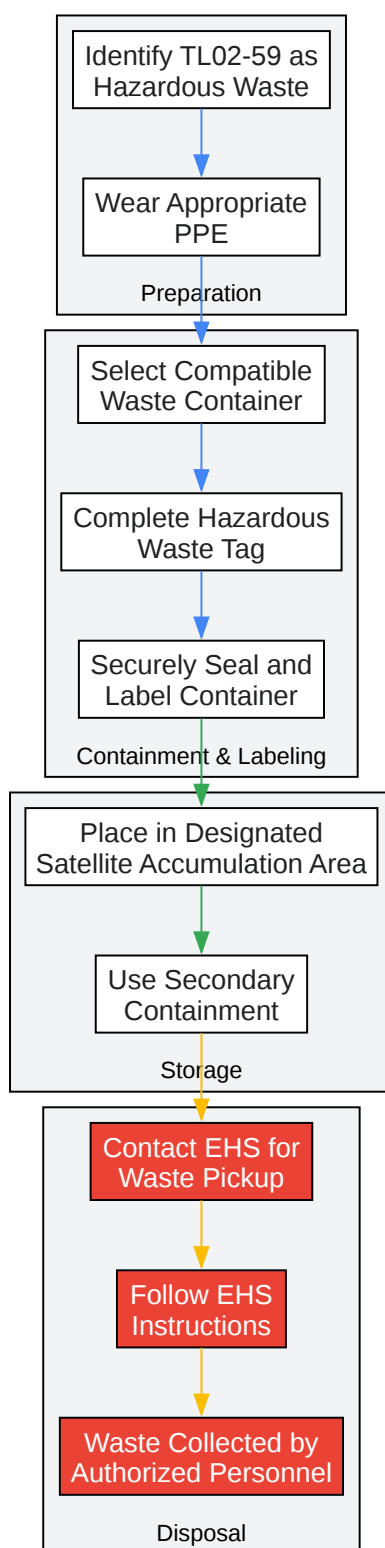 Identify TL02-59 as
Hazardous Waste
Wear Appropriate
PPE
Preparation
Select Compatible
Waste Container
Complete Hazardous
Waste Tag
Securely Seal and
Label Container
Containment & Labeling
Place in Designated
Satellite Accumulation Area
Use Secondary
Containment
Storage
Contact EHS for
Waste Pickup
Follow EHS
Instructions
Waste Collected by
Authorized Personnel
Disposal